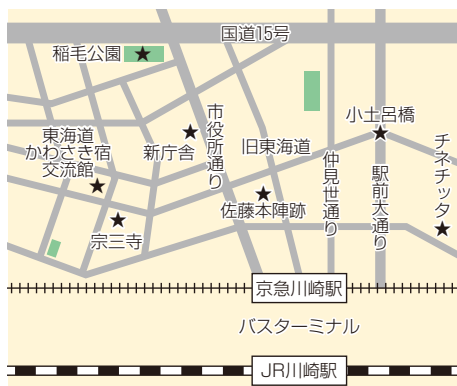 国道15号
稲毛公園
小土呂橋
市役所通り
旧東海道
新庁舎
東海道
かわさき宿
交流館
仲見世通り
駅前大通り
チネチッタ
佐藤本陣跡
宗三寺
京急川崎駅
バスターミナル
JR川崎駅